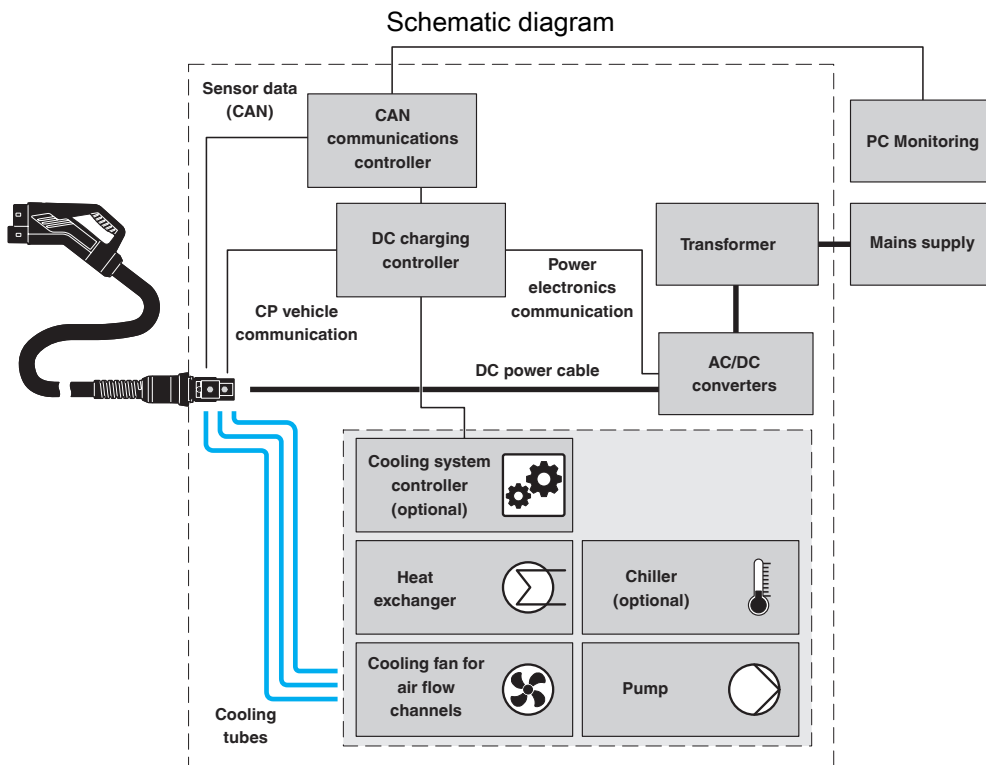 Schematic diagram
Sensor data
(CAN)
CAN
communications
controller
PC Monitoring
DC charging
controller
Transformer
Mains supply
Power
electronics
communication
CP vehicle
communication
DC power cable
AC/DC
converters
Cooling system
controller
(optional)
Heat
exchanger
Chiller
(optional)
Cooling fan for
air flow
channels
Pump
Cooling
tubes